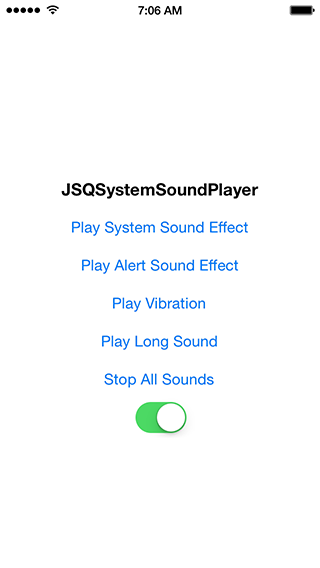 7:06 AM
JSQSystemSoundPlayer
Play System Sound Effect
Play Alert Sound Effect
Play Vibration
Play Long Sound
Stop All Sounds